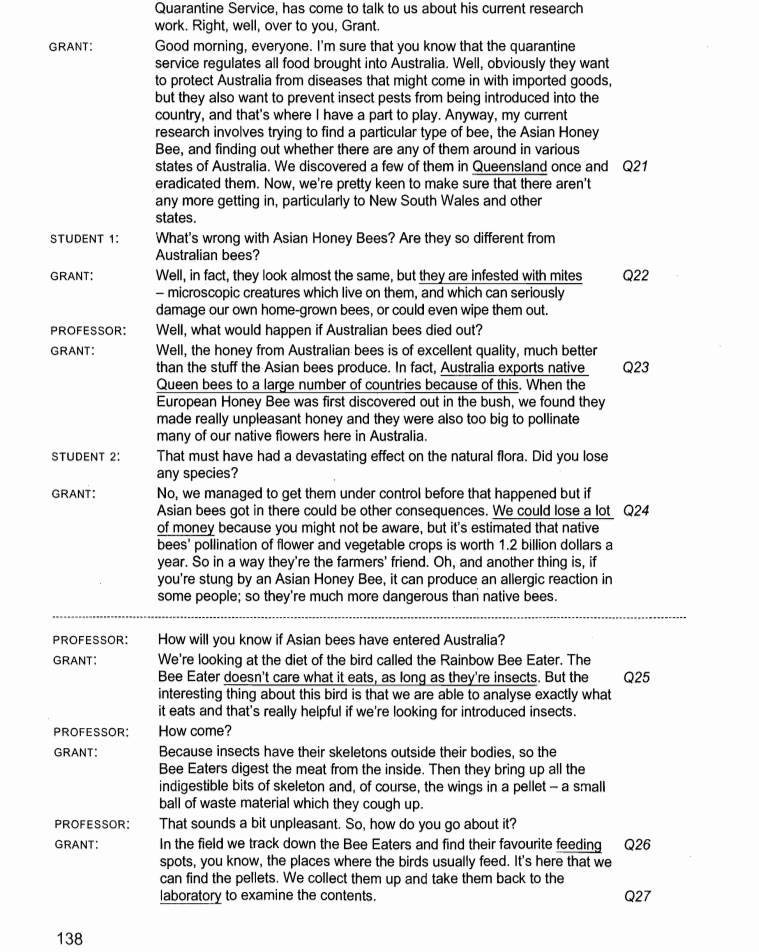 Quarantine Service, has come to talk to us about his current research
work. Right, well, over to you, Grant.
GRANT: Good morning, everyone. I'm sure that you know that the quarantine
service regulates all food brought into Australia. Well, obviously they want
to protect Australia from diseases that might come in with imported goods,
but they also want to prevent insect pests from being introduced into the
country, and that's where I have a part to play. Anyway, my current
research involves trying to find a particular type of bee, the Asian Honey
Bee, and finding out whether there are any of them around in various
states of Australia. We discovered a few of them in Queensland once and Q21
eradicated them. Now, we're pretty keen to make sure that there aren't
any more getting in, particularly to New South Wales and other
states.
STUDENT 1: What's wrong with Asian Honey Bees? Are they so different from
Australian bees?
GRANT: Well, in fact, they look almost the same, but they are infested with mites Q22
– microscopic creatures which live on them, and which can seriously
damage our own home-grown bees, or could even wipe them out.
PROFESSOR: Well, what would happen if Australian bees died out?
GRANT: Well, the honey from Australian bees is of excellent quality, much better
than the stuff the Asian bees produce. In fact, Australia exports native Q23
Queen bees to a large number of countries because of this. When the
European Honey Bee was first discovered out in the bush, we found they
made really unpleasant honey and they were also too big to pollinate
many of our native flowers here in Australia.
STUDENT 2: That must have had a devastating effect on the natural flora. Did you lose
any species?
GRANT: No, we managed to get them under control before that happened but if
Asian bees got in there could be other consequences. We could lose a lot Q24
of money because you might not be aware, but it's estimated that native
bees' pollination of flower and vegetable crops is worth 1.2 billion dollars a
year. So in a way they're the farmers' friend. Oh, and another thing is, if
you're stung by an Asian Honey Bee, it can produce an allergic reaction in
some people; so they're much more dangerous than native bees.
PROFESSOR: How will you know if Asian bees have entered Australia?
GRANT: We're looking at the diet of the bird called the Rainbow Bee Eater. The
Bee Eater doesn't care what it eats, as long as they're insects. But the Q25
interesting thing about this bird is that we are able to analyse exactly what
it eats and that's really helpful if we're looking for introduced insects.
PROFESSOR: How come?
GRANT: Because insects have their skeletons outside their bodies, so the
Bee Eaters digest the meat from the inside. Then they bring up all the
indigestible bits of skeleton and, of course, the wings in a pellet – a small
ball of waste material which they cough up.
PROFESSOR: That sounds a bit unpleasant. So, how do you go about it?
GRANT: In the field we track down the Bee Eaters and find their favourite feeding Q26
spots, you know, the places where the birds usually feed. It's here that we
can find the pellets. We collect them up and take them back to the
laboratory to examine the contents. Q27
138